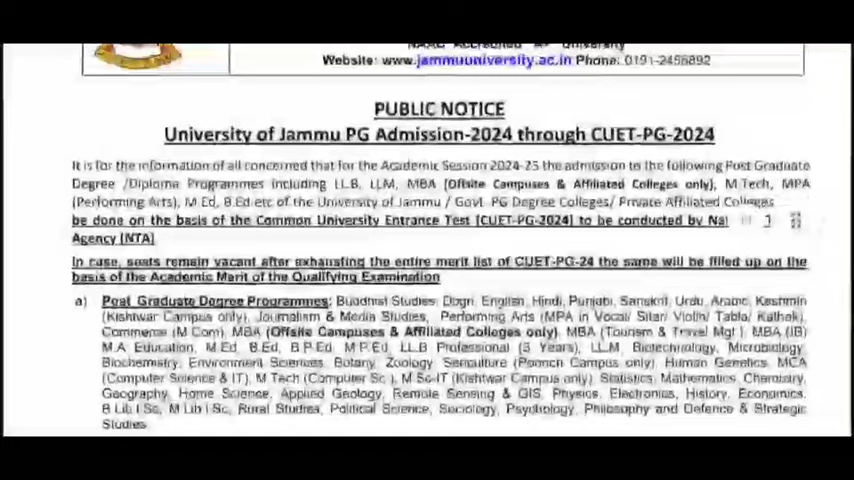 NAAC Accredited 'A+' University
Website: www.jammuuniversity.ac.in Phone: 0191-2456892
PUBLIC NOTICE
University of Jammu PG Admission-2024 through CUET-PG-2024
It is for the information of all concerned that for the Academic Session 2024-25 the admission to the following Post Graduate
Degree /Diploma Programmes including LL.B, LLM, MBA (Offsite Campuses & Affiliated Colleges only), M.Tech, MPA
(Performing Arts), M.Ed, B.Ed etc of the University of Jammu / Govt. PG Degree Colleges/ Private Affiliated Colleges
be done on the basis of the Common University Entrance Test [CUET-PG-2024] to be conducted by
Agency [NTA]
In case, seats remain vacant after exhausting the entire merit list of CUET-PG-24 the same will be filled up on the
basis of the Academic Merit of the Qualifying Examination
a) Post Graduate Degree Programmes: Buddhist Studies, Dogri, English, Hindi, Punjabi, Sanskrit, Urdu, Arabic, Kashmiri
(Kishtwar Campus only), Journalism & Media Studies, Performing Arts (MPA in Vocal/ Sitar/ Violin/ Tabla/ Kathak),
Commerce (M.Com), MBA (Offsite Campuses & Affiliated Colleges only), MBA (Tourism & Travel Mgt.), MBA (IB)
M.A Education, M.Ed, B.Ed, B.P.Ed, M.P.Ed, LL.B Professional (3 Years), LL.M, Biotechnology, Microbiology,
Biochemistry, Environment Sciences, Botany, Zoology, Sericulture (Poonch Campus only) Human Genetics, MCA
(Computer Science & IT), M.Tech (Computer Sc.), M.Sc-IT (Kishtwar Campus only) Statistics, Mathematics, Chemistry,
Geography, Home Science, Applied Geology, Remote Sensing & GIS, Physics, Electronics, History, Economics,
B.Lib I.Sc, M.Lib I.Sc, Rural Studies, Political Science, Sociology, Psychology, Philosophy and Defence & Strategic
Studies